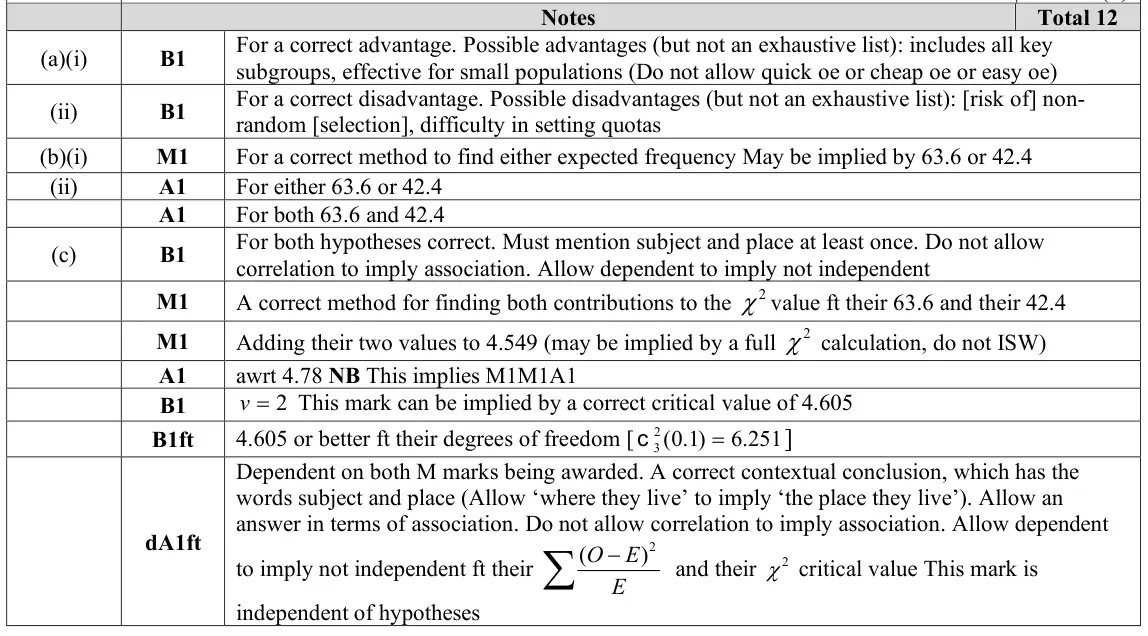 Notes Total 12
(a)(i) B1 For a correct advantage. Possible advantages (but not an exhaustive list): includes all key
subgroups, effective for small populations (Do not allow quick oe or cheap oe or easy oe)
(ii) B1 For a correct disadvantage. Possible disadvantages (but not an exhaustive list): [risk of] non-
random [selection], difficulty in setting quotas
(b)(i) M1 For a correct method to find either expected frequency May be implied by 63.6 or 42.4
(ii) A1 For either 63.6 or 42.4
A1 For both 63.6 and 42.4
(c) B1 For both hypotheses correct. Must mention subject and place at least once. Do not allow
correlation to imply association. Allow dependent to imply not independent
M1 A correct method for finding both contributions to the χ² value ft their 63.6 and their 42.4
M1 Adding their two values to 4.549 (may be implied by a full χ² calculation, do not ISW)
A1 awrt 4.78 NB This implies M1M1A1
B1 v = 2 This mark can be implied by a correct critical value of 4.605
B1ft 4.605 or better ft their degrees of freedom [c²₃(0.1) = 6.251]
dA1ft Dependent on both M marks being awarded. A correct contextual conclusion, which has the
words subject and place (Allow ‘where they live’ to imply ‘the place they live’). Allow an
answer in terms of association. Do not allow correlation to imply association. Allow dependent
to imply not independent ft their ∑(O − E)²/E and their χ² critical value This mark is
independent of hypotheses